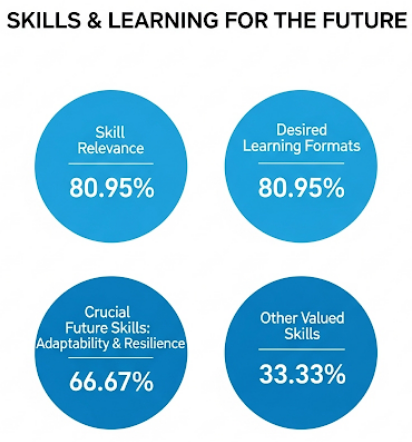 SKILLS & LEARNING FOR THE FUTURE
Skill
Relevance
80.95%
Desired
Learning Formats
80.95%
Crucial
Future Skills:
Adaptability & Resilience
66.67%
Other Valued
Skills
33.33%